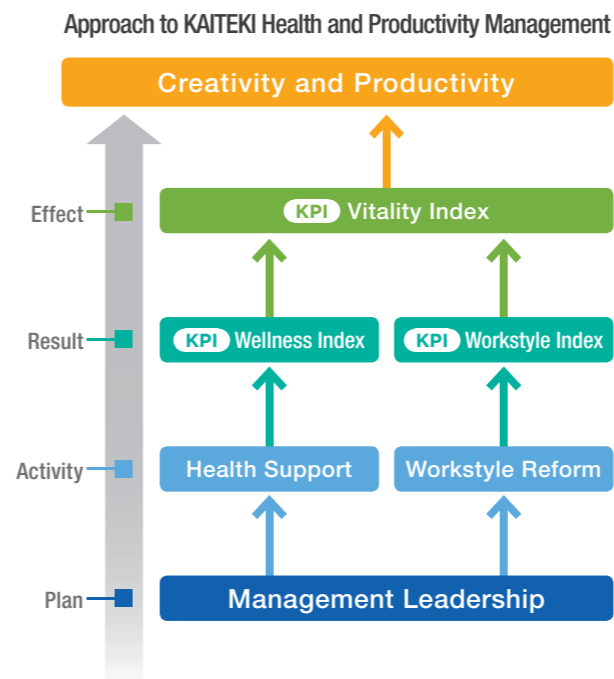 Approach to KAITEKI Health and Productivity Management
Creativity and Productivity
Effect
KPI Vitality Index
Result
KPI Wellness Index
KPI Workstyle Index
Activity
Health Support
Workstyle Reform
Plan
Management Leadership